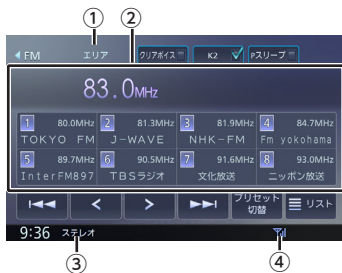 ① ②
FM エリア クリアボイス K2 Pスリープ
83.0MHz
1 80.0MHz 2 81.3MHz 3 81.9MHz 4 84.7MHz
TOKYO FM J-WAVE NHK-FM Fm yokohama
5 89.7MHz 6 90.5MHz 7 91.6MHz 8 93.0MHz
InterFM897 TBSラジオ 文化放送 ニッポン放送
プリセット
切替 リスト
9:36 ステレオ
③ ④